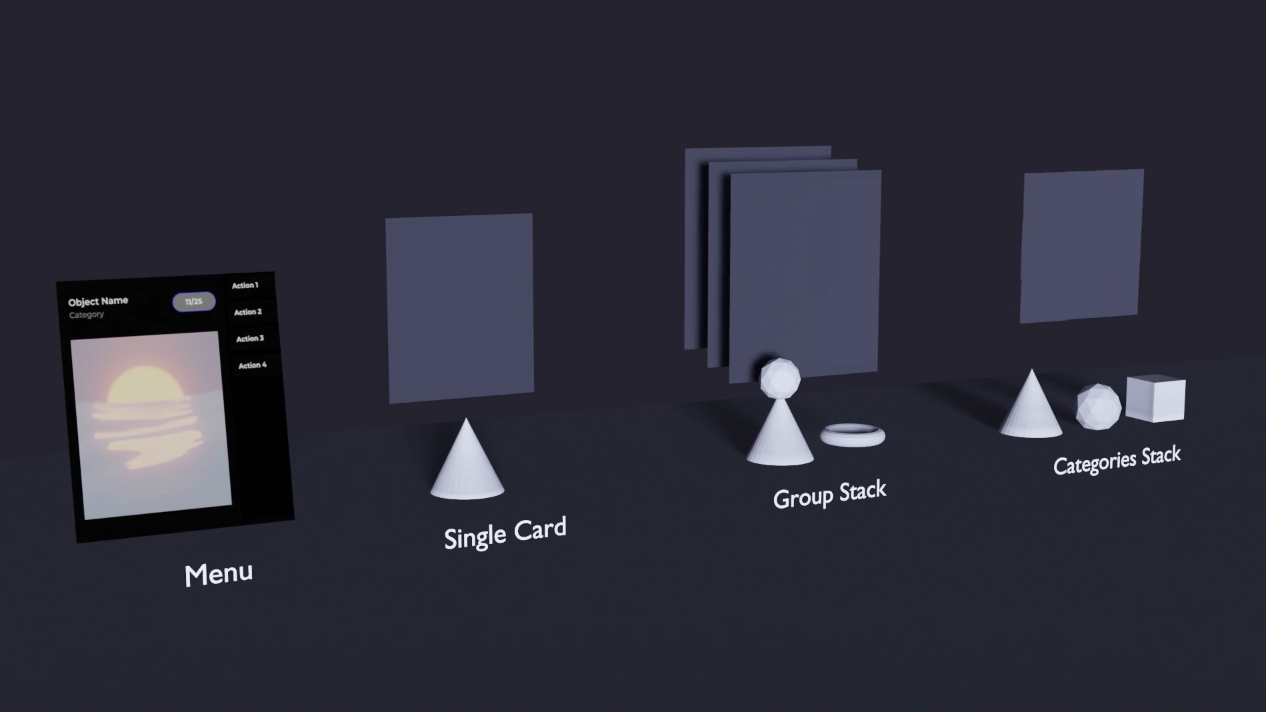 Object Name
Category
11/25
Action 1
Action 2
Action 3
Action 4
Menu
Single Card
Group Stack
Categories Stack